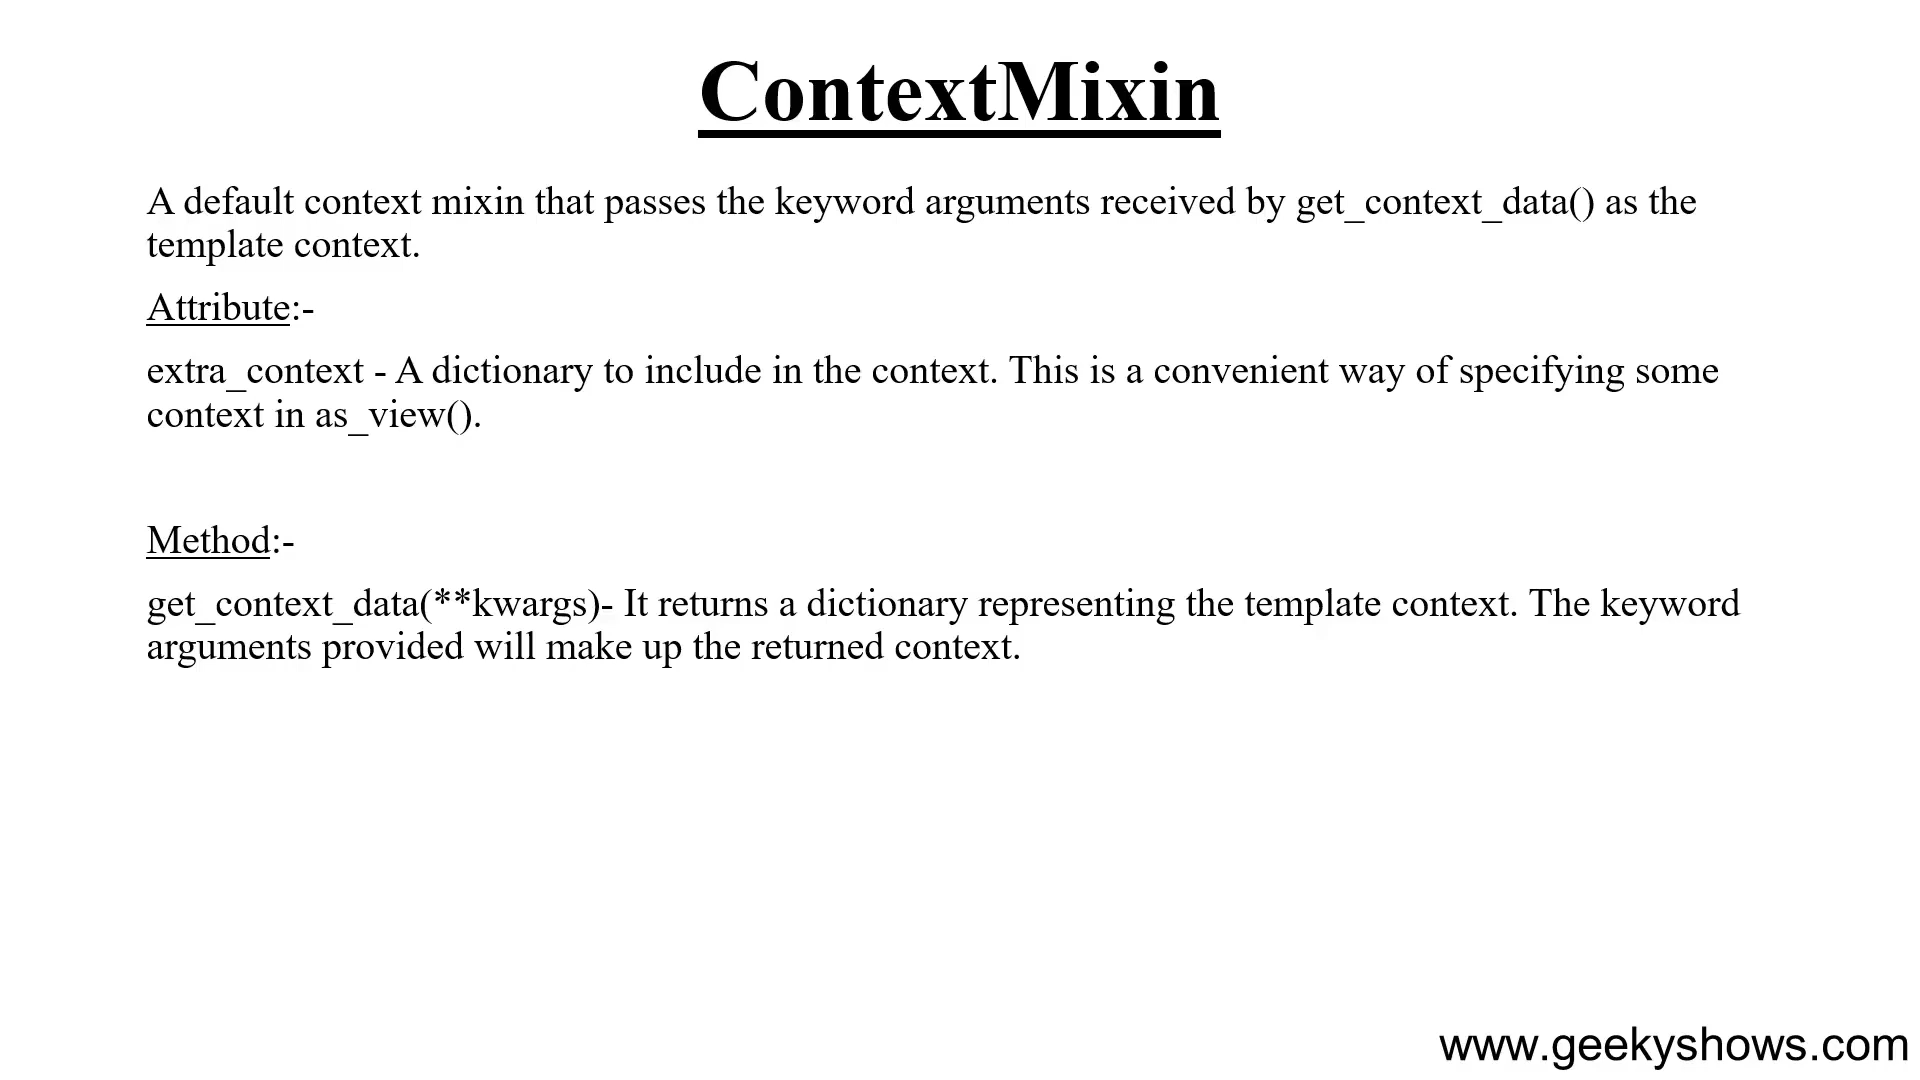 ContextMixin
A default context mixin that passes the keyword arguments received by get_context_data() as the
template context.
Attribute:-
extra_context - A dictionary to include in the context. This is a convenient way of specifying some
context in as_view().
Method:-
get_context_data(**kwargs)- It returns a dictionary representing the template context. The keyword
arguments provided will make up the returned context.
www.geekyshows.com